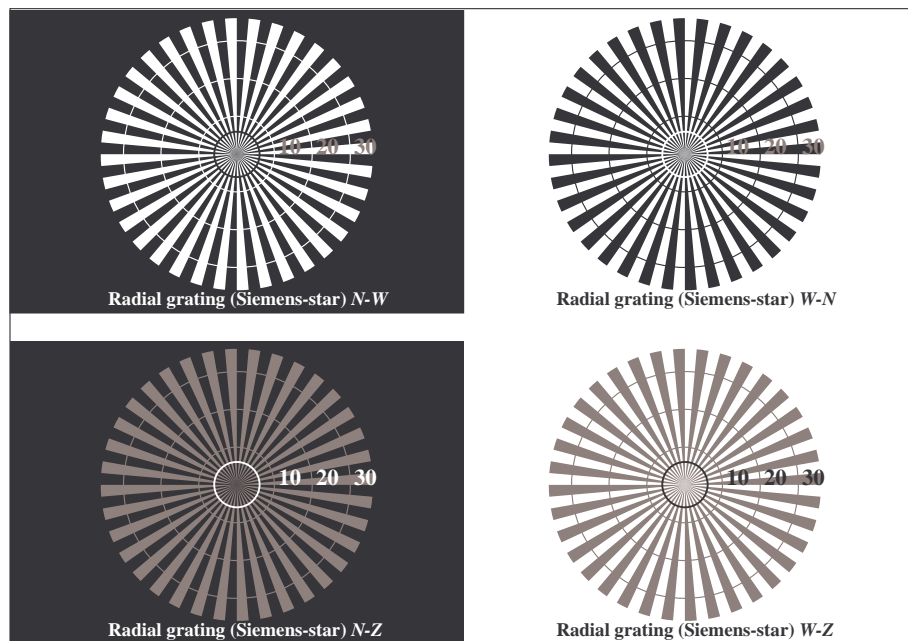 10 20 30
Radial grating (Siemens-star) N-W
10 20 30
Radial grating (Siemens-star) W-N
10 20 30
Radial grating (Siemens-star) N-Z
10 20 30
Radial grating (Siemens-star) W-Z